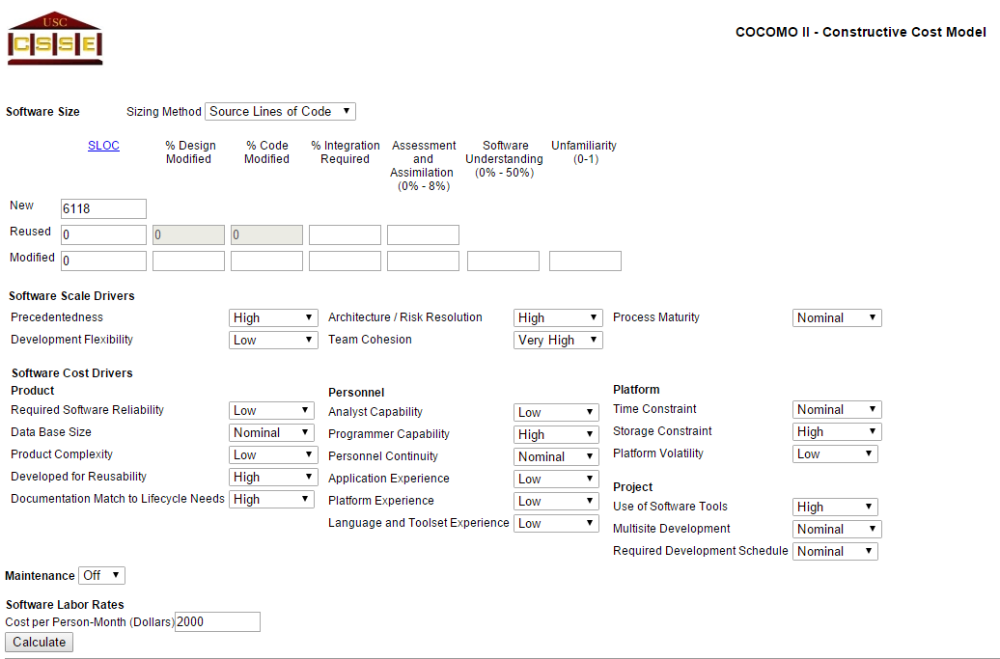 USC
CSSE
COCOMO II - Constructive Cost Model
Software Size Sizing Method Source Lines of Code
SLOC % Design Modified % Code Modified % Integration Required Assessment and Assimilation (0% - 8%) Software Understanding (0% - 50%) Unfamiliarity (0-1)
New 6118
Reused 0 0 0
Modified 0
Software Scale Drivers
Precedentedness High Architecture / Risk Resolution High Process Maturity Nominal
Development Flexibility Low Team Cohesion Very High
Software Cost Drivers
Product
Required Software Reliability Low
Data Base Size Nominal
Product Complexity Low
Developed for Reusability High
Documentation Match to Lifecycle Needs High
Personnel
Analyst Capability Low
Programmer Capability High
Personnel Continuity Nominal
Application Experience Low
Platform Experience Low
Language and Toolset Experience Low
Platform
Time Constraint Nominal
Storage Constraint High
Platform Volatility Low
Project
Use of Software Tools High
Multisite Development Nominal
Required Development Schedule Nominal
Maintenance Off
Software Labor Rates
Cost per Person-Month (Dollars) 2000
Calculate